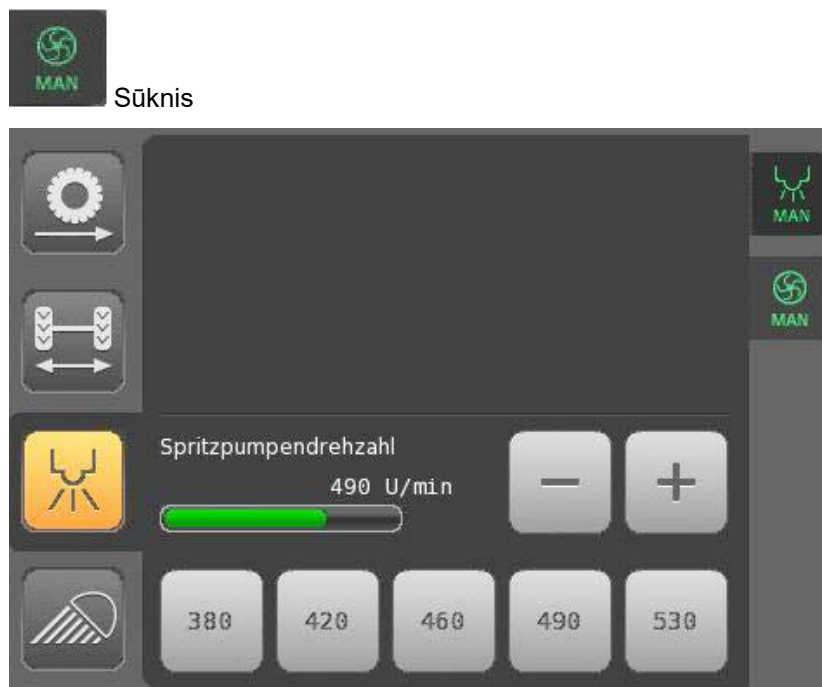 MAN
Sūknis
MAN
MAN
Spritzpumpendrehzahl
490 U/min
380 420 460 490 530